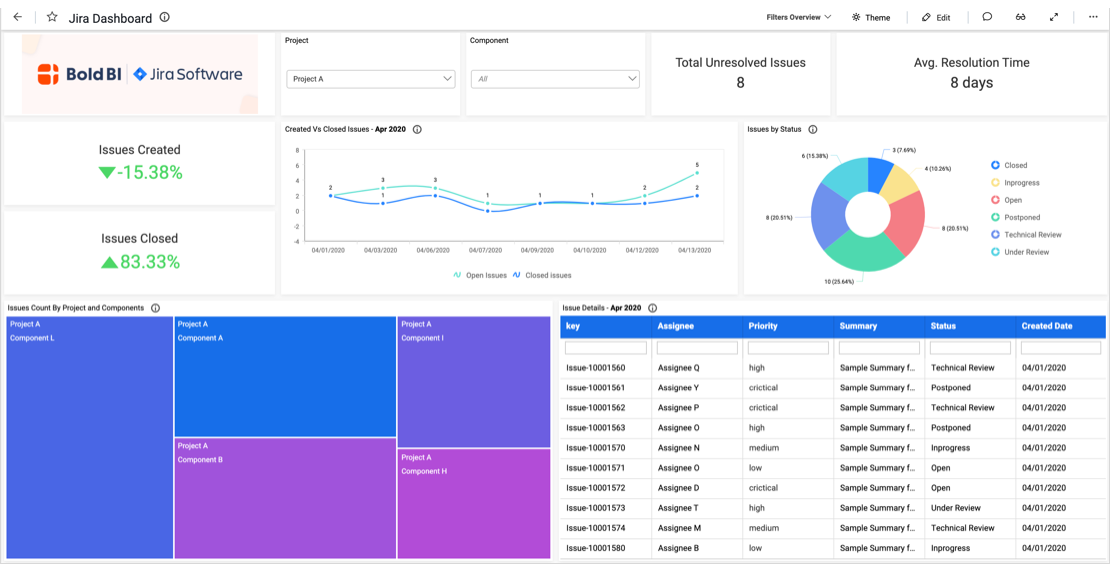 Jira Dashboard
Filters Overview
Theme
Edit
Bold BI
Jira Software
Project
Project A
Component
All
Total Unresolved Issues
8
Avg. Resolution Time
8 days
Issues Created
-15.38%
Issues Closed
83.33%
Created Vs Closed Issues - Apr 2020
8
6
4
2
0
-2
-4
2
3
3
1
1
1
2
5
1
2
04/01/2020
04/03/2020
04/06/2020
04/07/2020
04/09/2020
04/10/2020
04/12/2020
04/13/2020
Open Issues
Closed issues
Issues by Status
3 (7.69%)
4 (10.26%)
8 (20.51%)
10 (25.64%)
8 (20.51%)
6 (15.38%)
Closed
Inprogress
Open
Postponed
Technical Review
Under Review
Issues Count By Project and Components
Project A
Component L
Project A
Component A
Project A
Component B
Project A
Component I
Project A
Component H
Issue Details - Apr 2020
key Assignee Priority Summary Status Created Date
Issue-10001560 Assignee Q high Sample Summary f... Technical Review 04/01/2020
Issue-10001561 Assignee Y crictical Sample Summary f... Postponed 04/01/2020
Issue-10001562 Assignee P crictical Sample Summary f... Technical Review 04/01/2020
Issue-10001563 Assignee O high Sample Summary f... Postponed 04/01/2020
Issue-10001570 Assignee N medium Sample Summary f... Inprogress 04/01/2020
Issue-10001571 Assignee O low Sample Summary f... Open 04/01/2020
Issue-10001572 Assignee D crictical Sample Summary f... Open 04/01/2020
Issue-10001573 Assignee T high Sample Summary f... Under Review 04/01/2020
Issue-10001574 Assignee M medium Sample Summary f... Technical Review 04/01/2020
Issue-10001580 Assignee B low Sample Summary f... Inprogress 04/01/2020